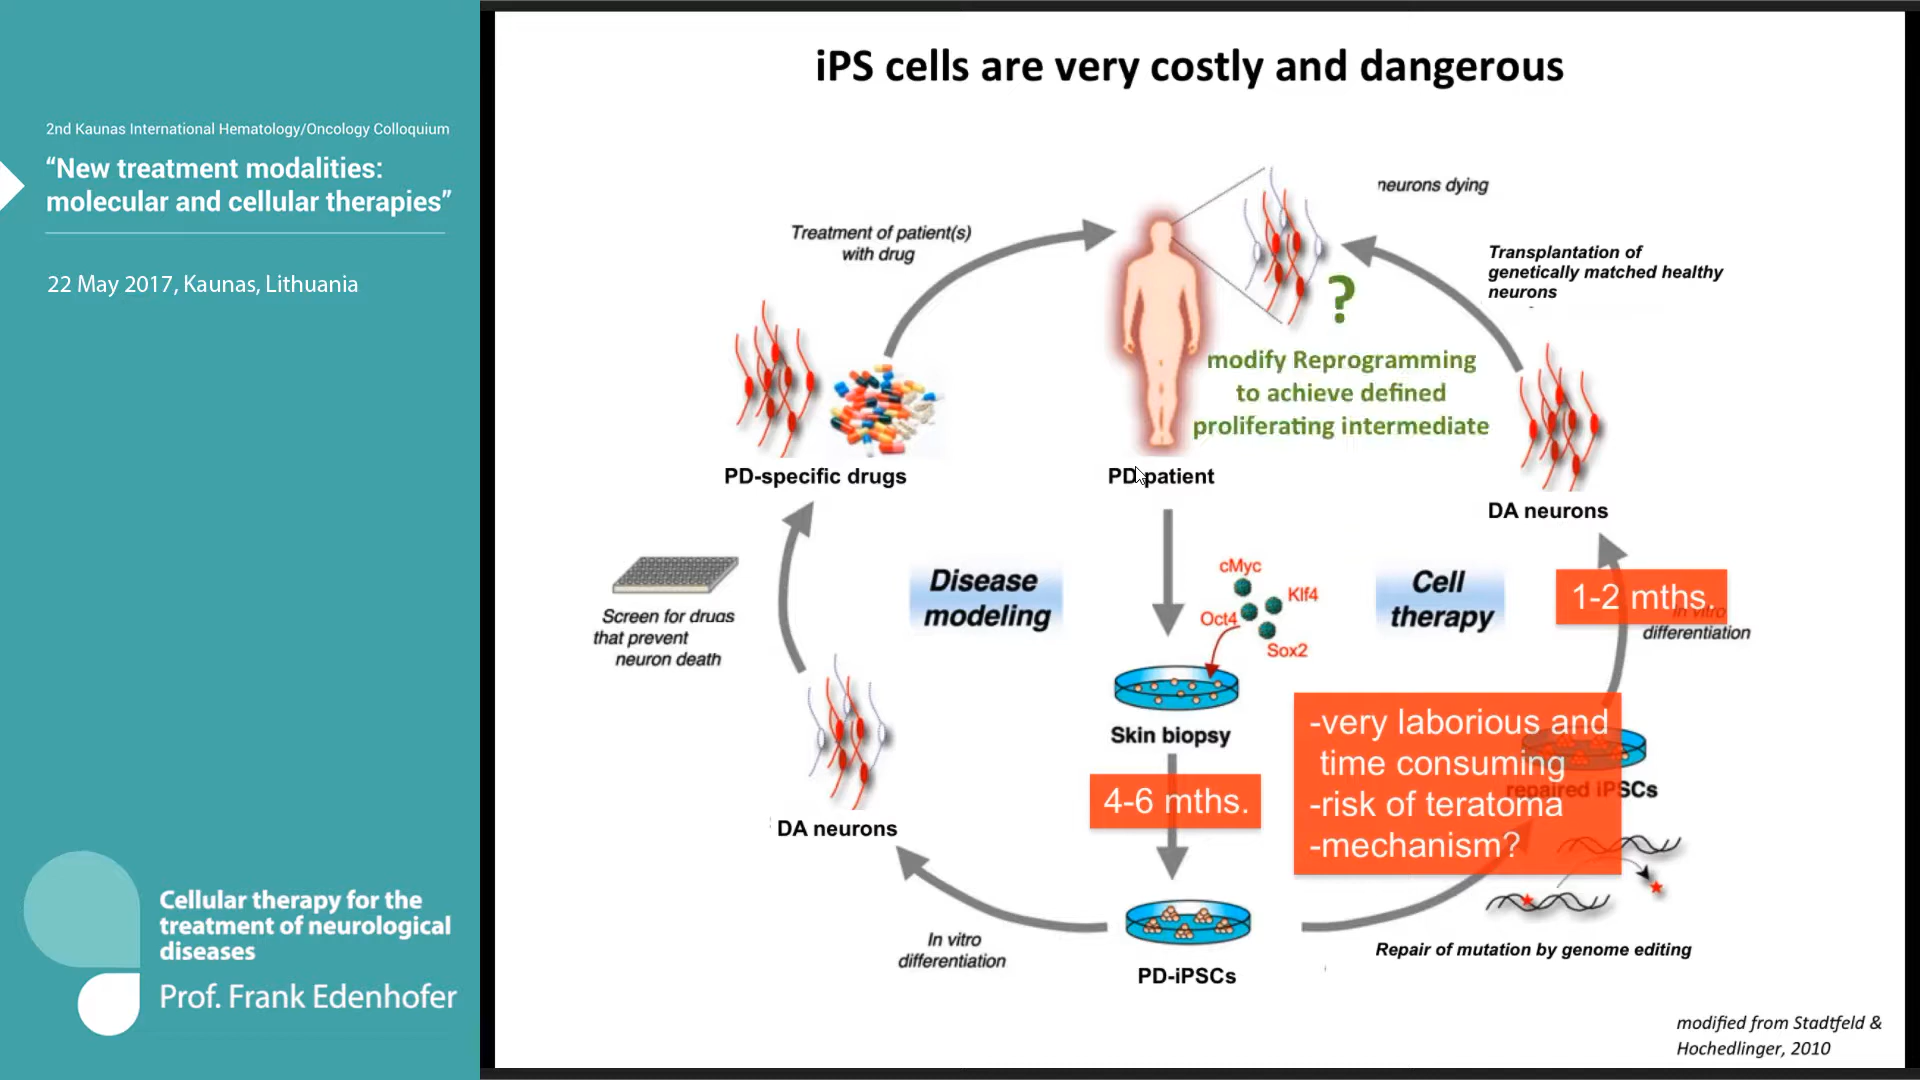 2nd Kaunas International Hematology/Oncology Colloquium
“New treatment modalities:
molecular and cellular therapies”
22 May 2017, Kaunas, Lithuania
Cellular therapy for the
treatment of neurological
diseases
Prof. Frank Edenhofer
iPS cells are very costly and dangerous
neurons dying
Treatment of patient(s)
with drug
Transplantation of
genetically matched healthy
neurons
?
modify Reprogramming
to achieve defined
proliferating intermediate
PD-specific drugs
PD patient
DA neurons
Screen for drugs
that prevent
neuron death
Disease
modeling
cMyc
Klf4
Oct4
Sox2
Cell
therapy
1-2 mths.
In vitro
differentiation
Skin biopsy
4-6 mths.
-very laborious and
time consuming
-risk of teratoma
-mechanism?
repaired iPSCs
DA neurons
In vitro
differentiation
PD-iPSCs
Repair of mutation by genome editing
modified from Stadtfeld &
Hochedlinger, 2010